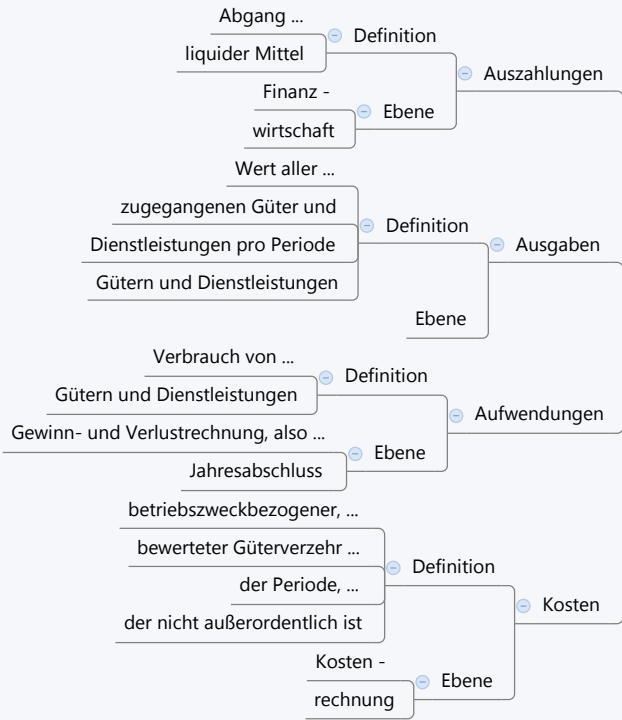 Abgang ...
liquider Mittel
Definition
Auszahlungen
Finanz -
wirtschaft
Ebene
Wert aller ...
zugegangenen Güter und
Dienstleistungen pro Periode
Gütern und Dienstleistungen
Definition
Ausgaben
Ebene
Verbrauch von ...
Gütern und Dienstleistungen
Definition
Aufwendungen
Gewinn- und Verlustrechnung, also ...
Jahresabschluss
Ebene
betriebszweckbezogener, ...
bewerteter Güterverzehr ...
der Periode, ...
der nicht außerordentlich ist
Definition
Kosten
Kosten -
rechnung
Ebene